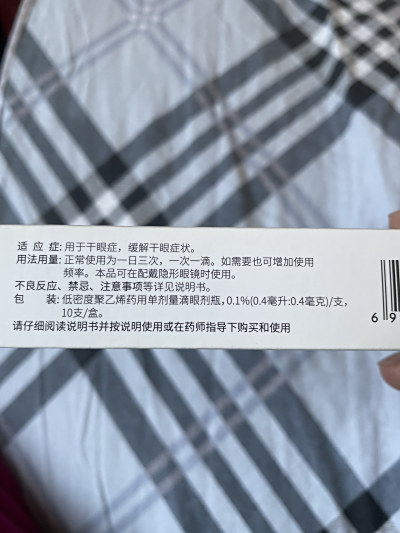 适 应 症: 用于干眼症，缓解干眼症状。
用法用量: 正常使用为一日三次，一次一滴。如需要也可增加使用
频率。本品可在配戴隐形眼镜时使用。
不良反应、禁忌、注意事项等详见说明书。
包 装: 低密度聚乙烯药用单剂量滴眼剂瓶，0.1%(0.4毫升:0.4毫克)/支，
10支/盒。
请仔细阅读说明书并按说明使用或在药师指导下购买和使用
6 9